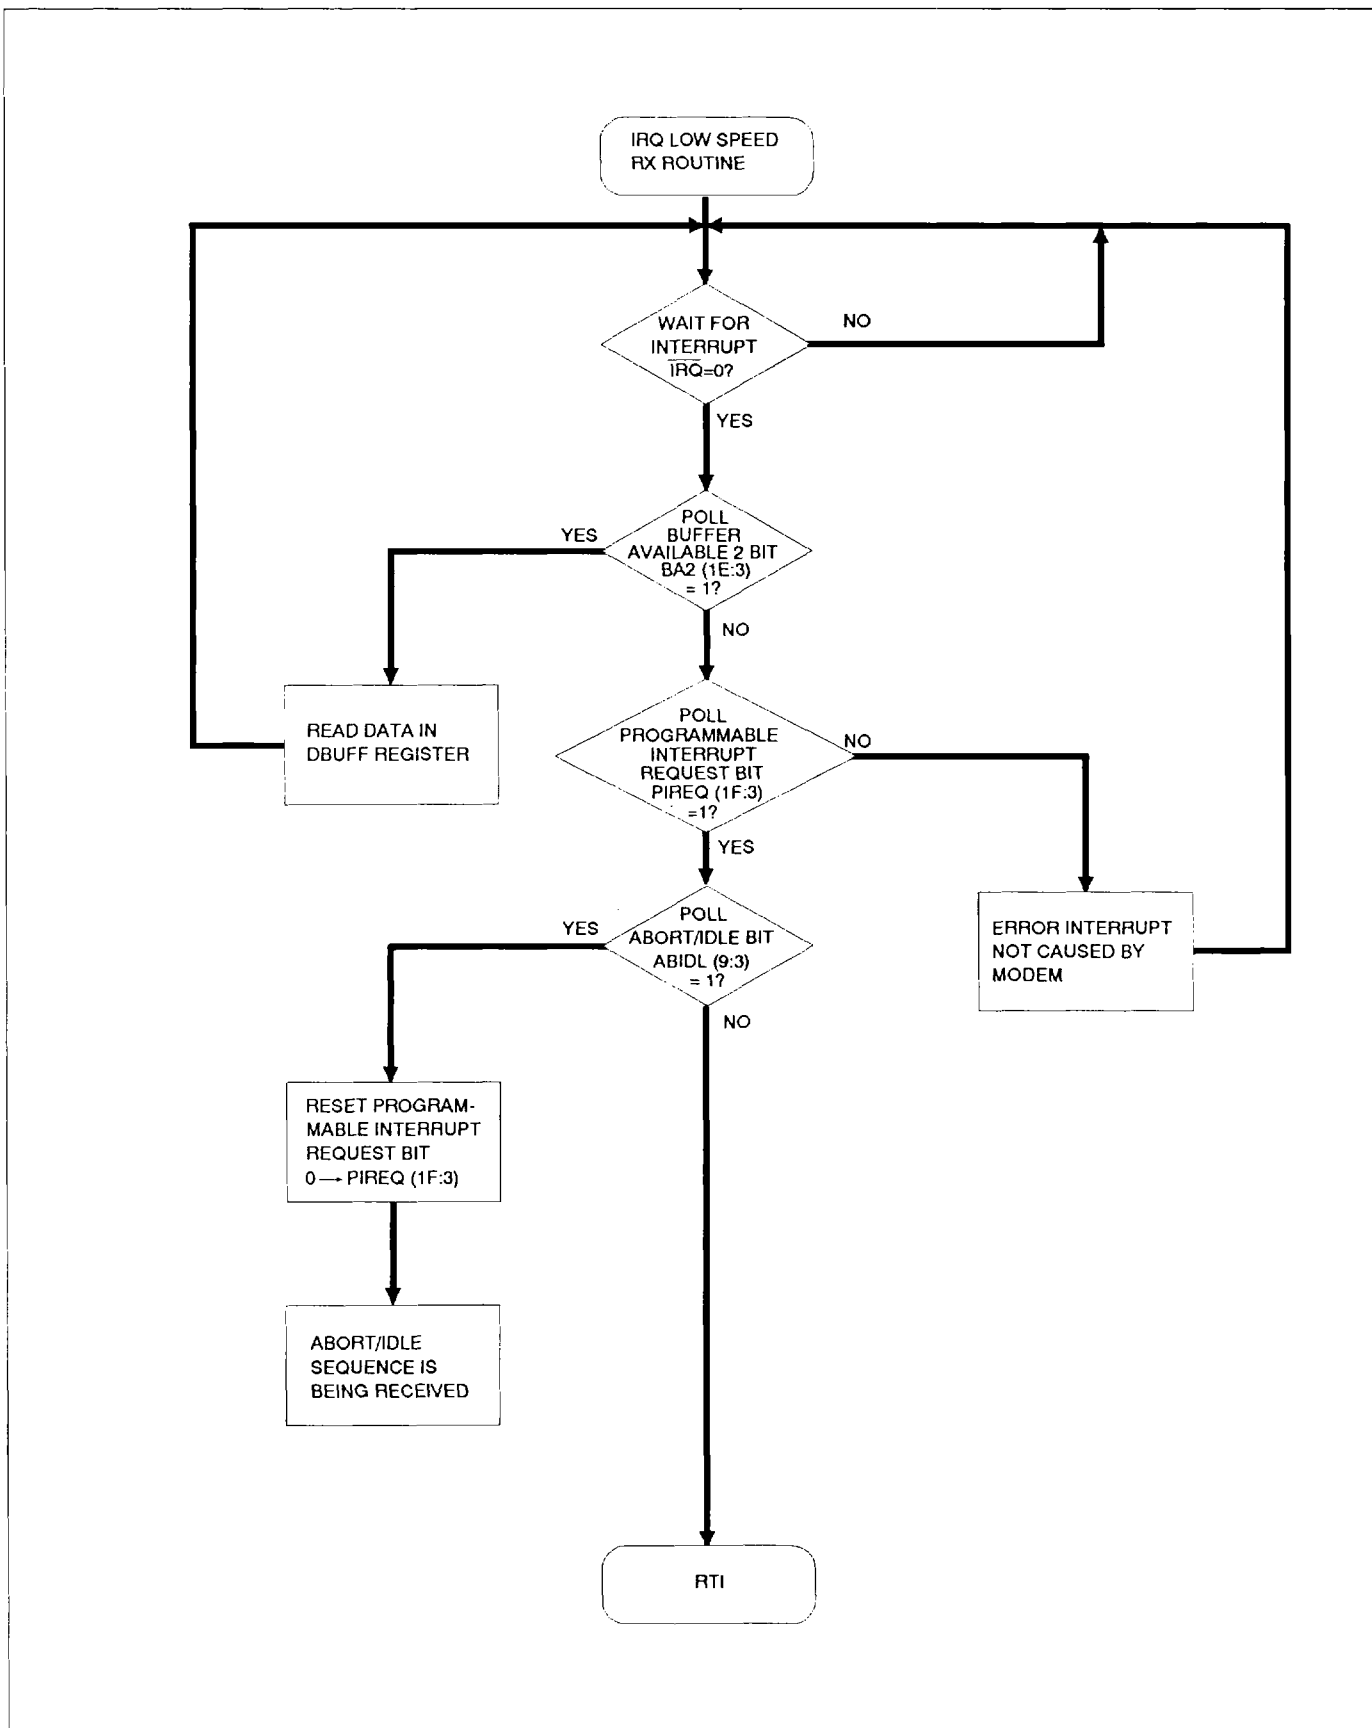 IRQ LOW SPEED
RX ROUTINE
WAIT FOR
INTERRUPT
I̅R̅Q̅=0?
NO
YES
POLL
BUFFER
AVAILABLE 2 BIT
BA2 (1E:3)
= 1?
YES
NO
READ DATA IN
DBUFF REGISTER
POLL
PROGRAMMABLE
INTERRUPT
REQUEST BIT
PIREQ (1F:3)
=1?
NO
YES
ERROR INTERRUPT
NOT CAUSED BY
MODEM
POLL
ABORT/IDLE BIT
ABIDL (9:3)
= 1?
YES
NO
RESET PROGRAM-
MABLE INTERRUPT
REQUEST BIT
0 → PIREQ (1F:3)
ABORT/IDLE
SEQUENCE IS
BEING RECEIVED
RTI